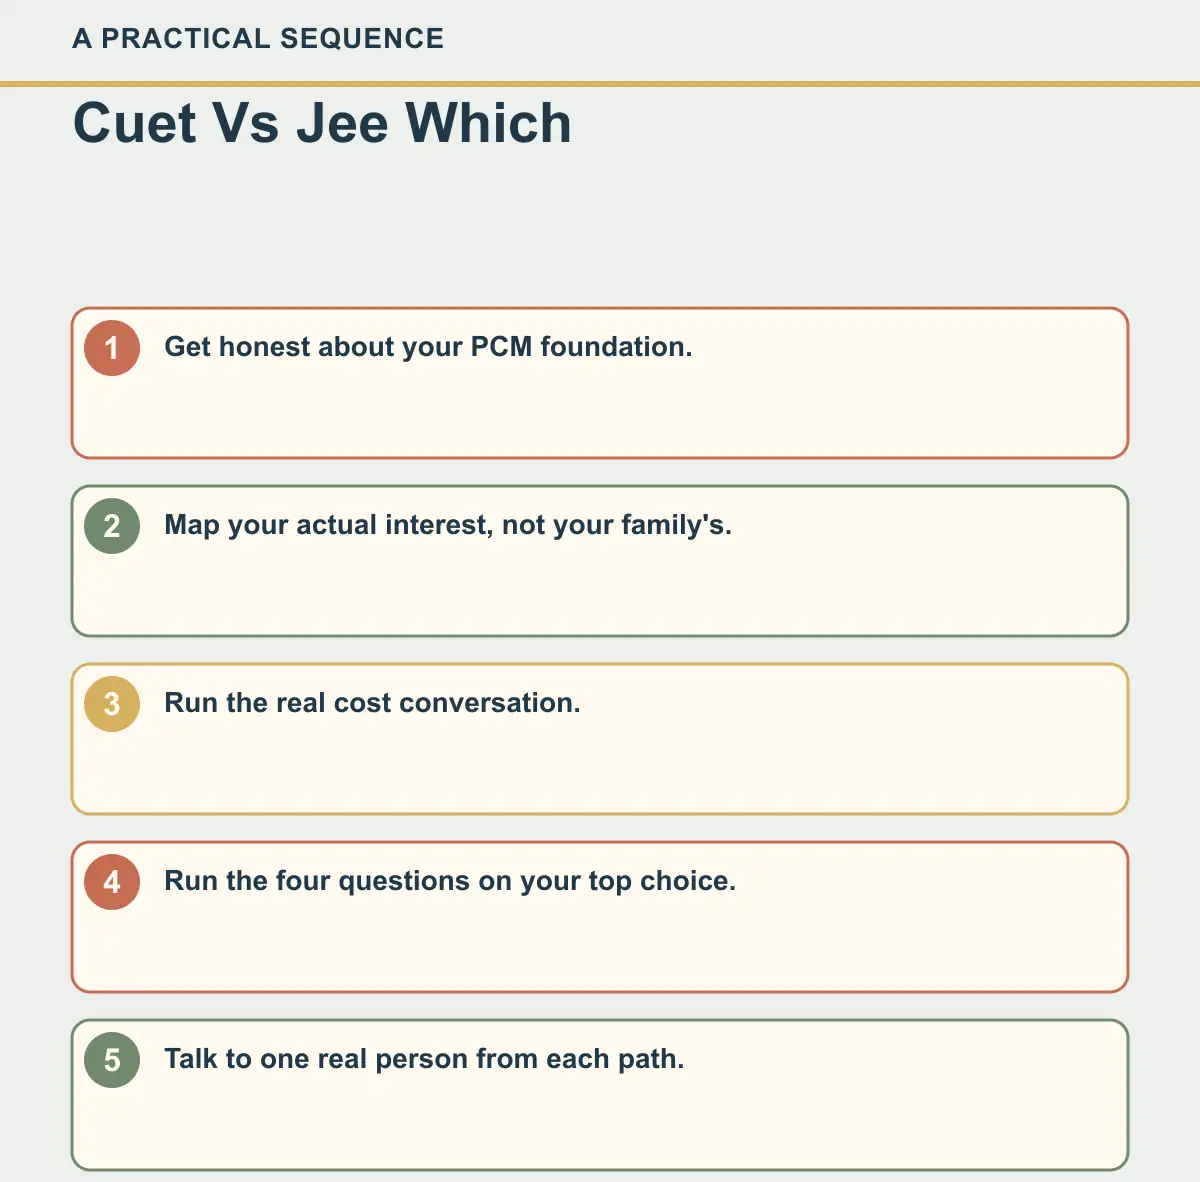 A PRACTICAL SEQUENCE
Cuet Vs Jee Which
1 Get honest about your PCM foundation.
2 Map your actual interest, not your family's.
3 Run the real cost conversation.
4 Run the four questions on your top choice.
5 Talk to one real person from each path.